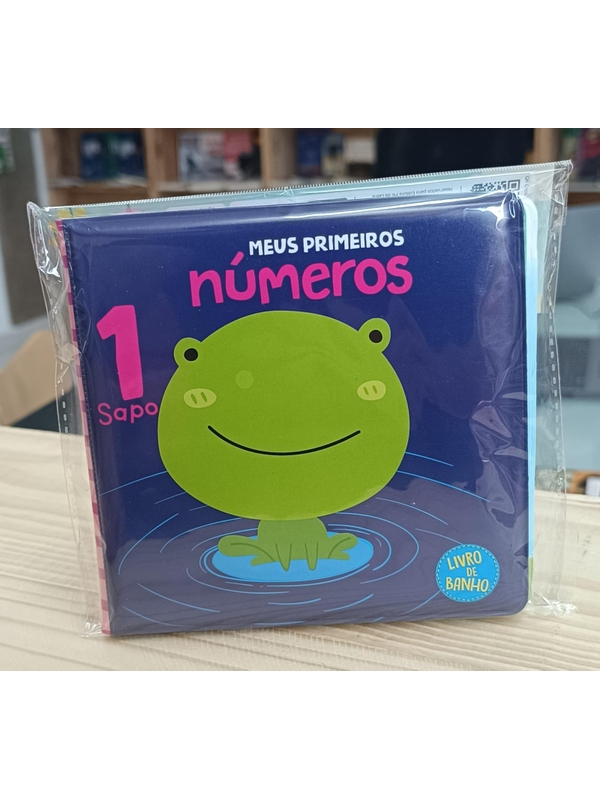 MEUS PRIMEIROS
números
1
Sapo
LIVRO
DE
BANHO